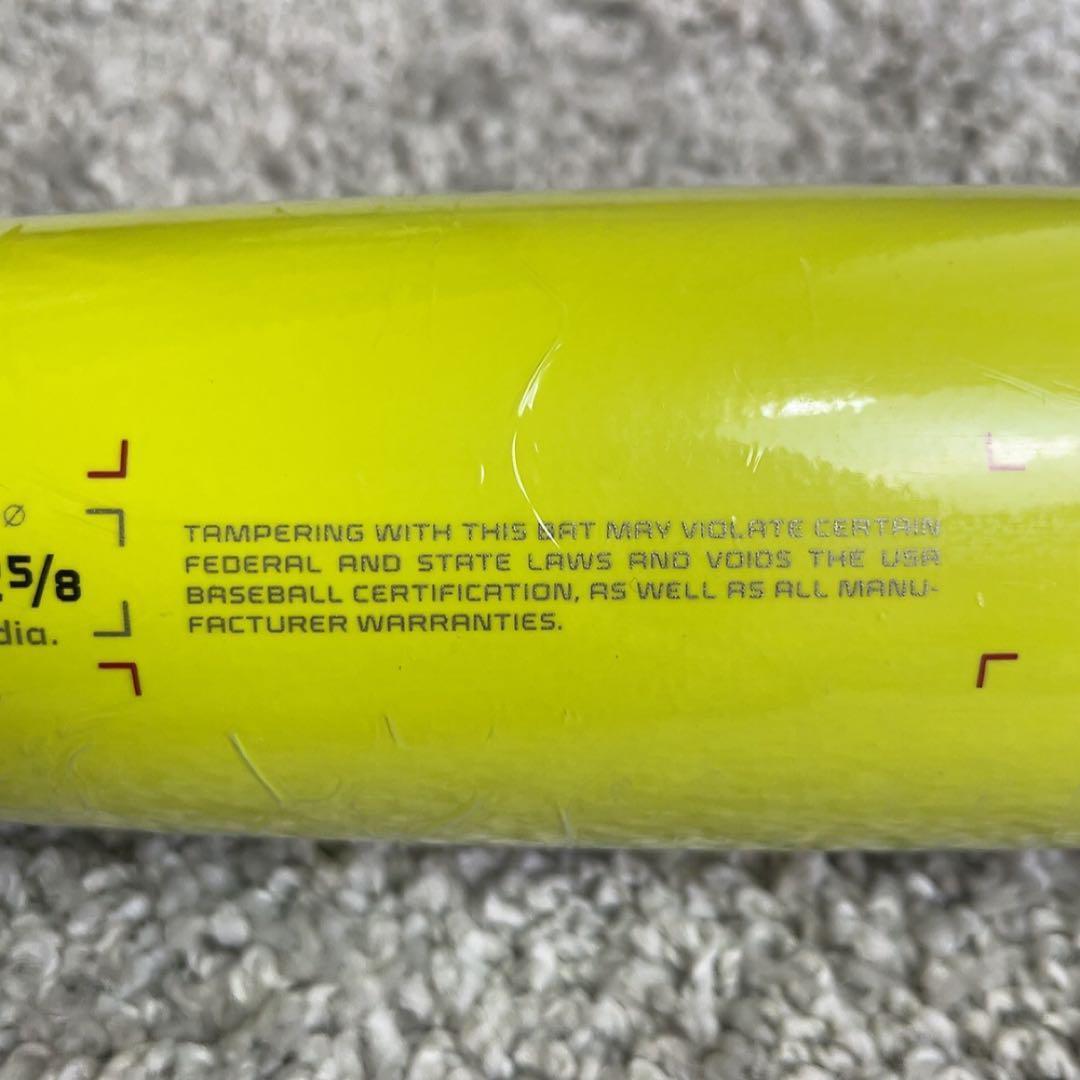 Ø
5/8
dia.
TAMPERING WITH THIS BAT MAY VIOLATE CERTAIN
FEDERAL AND STATE LAWS AND VOIDS THE USA
BASEBALL CERTIFICATION, AS WELL AS ALL MANU-
FACTURER WARRANTIES.